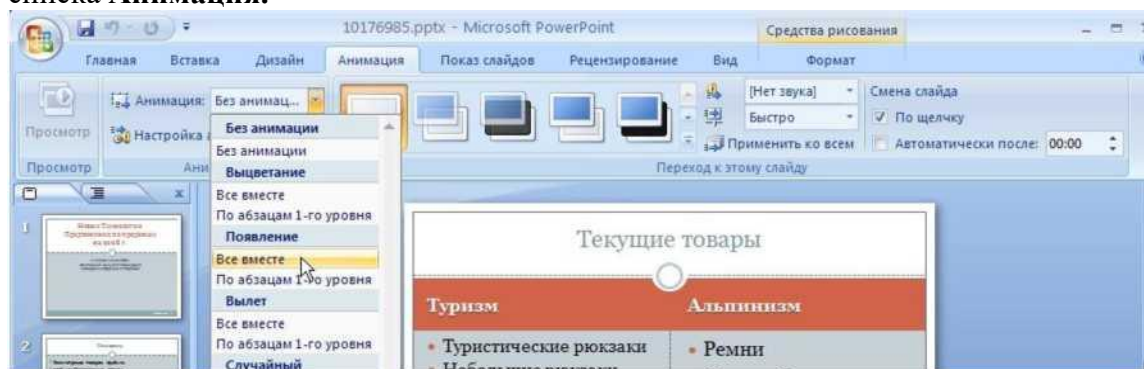 списка Анимация.
10176985.pptx - Microsoft PowerPoint
Средства рисования
Главная Вставка Дизайн Анимация Показ слайдов Рецензирование Вид Формат
Анимация: Без анимац...
[Нет звука]
Смена слайда
Просмотр
Настройка
Быстро
По щелчку
Применить ко всем
Автоматически после: 00:00
Просмотр
Переход к этому слайду
Без анимации
Без анимации
Выцветание
Все вместе
По абзацам 1-го уровня
Появление
Все вместе
По абзацам 1-го уровня
Вылет
Все вместе
По абзацам 1-го уровня
Случайный
1
2
Текущие товары
Туризм
Альпинизм
• Туристические рюкзаки
• Ремни